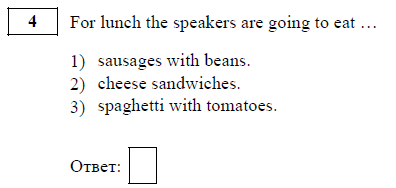 4 For lunch the speakers are going to eat …
1) sausages with beans.
2) cheese sandwiches.
3) spaghetti with tomatoes.
Ответ: